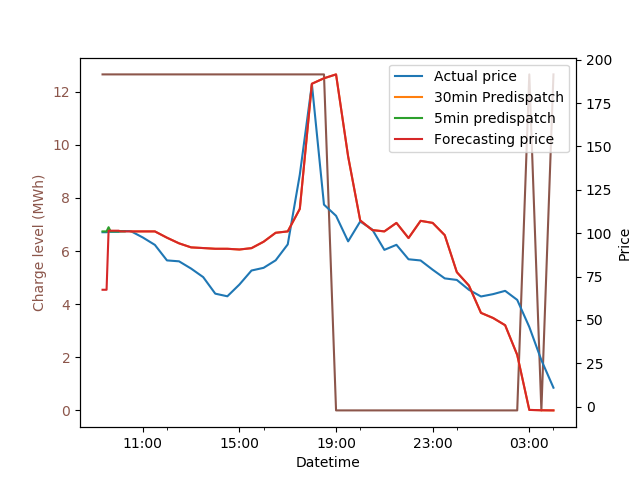 Actual price
30min Predispatch
5min predispatch
Forecasting price
Charge level (MWh)
12
10
8
6
4
2
0
200
175
150
125
100
75
50
25
0
Price
11:00 15:00 19:00 23:00 03:00
Datetime